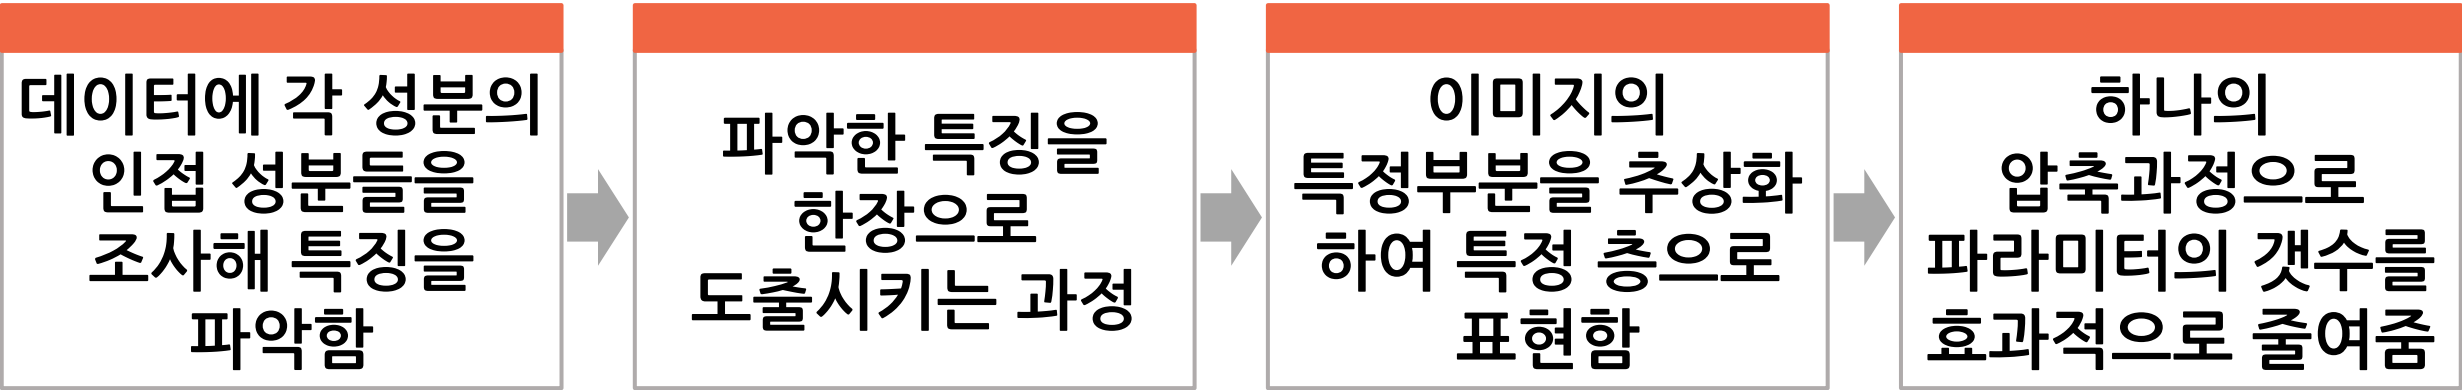 데이터에 각 성분의
인접 성분들을
조사해 특징을
파악함
파악한 특징을
한장으로
도출시키는 과정
이미지의
특정부분을 추상화
하여 특정 층으로
표현함
하나의
압축과정으로
파라미터의 갯수를
효과적으로 줄여줌